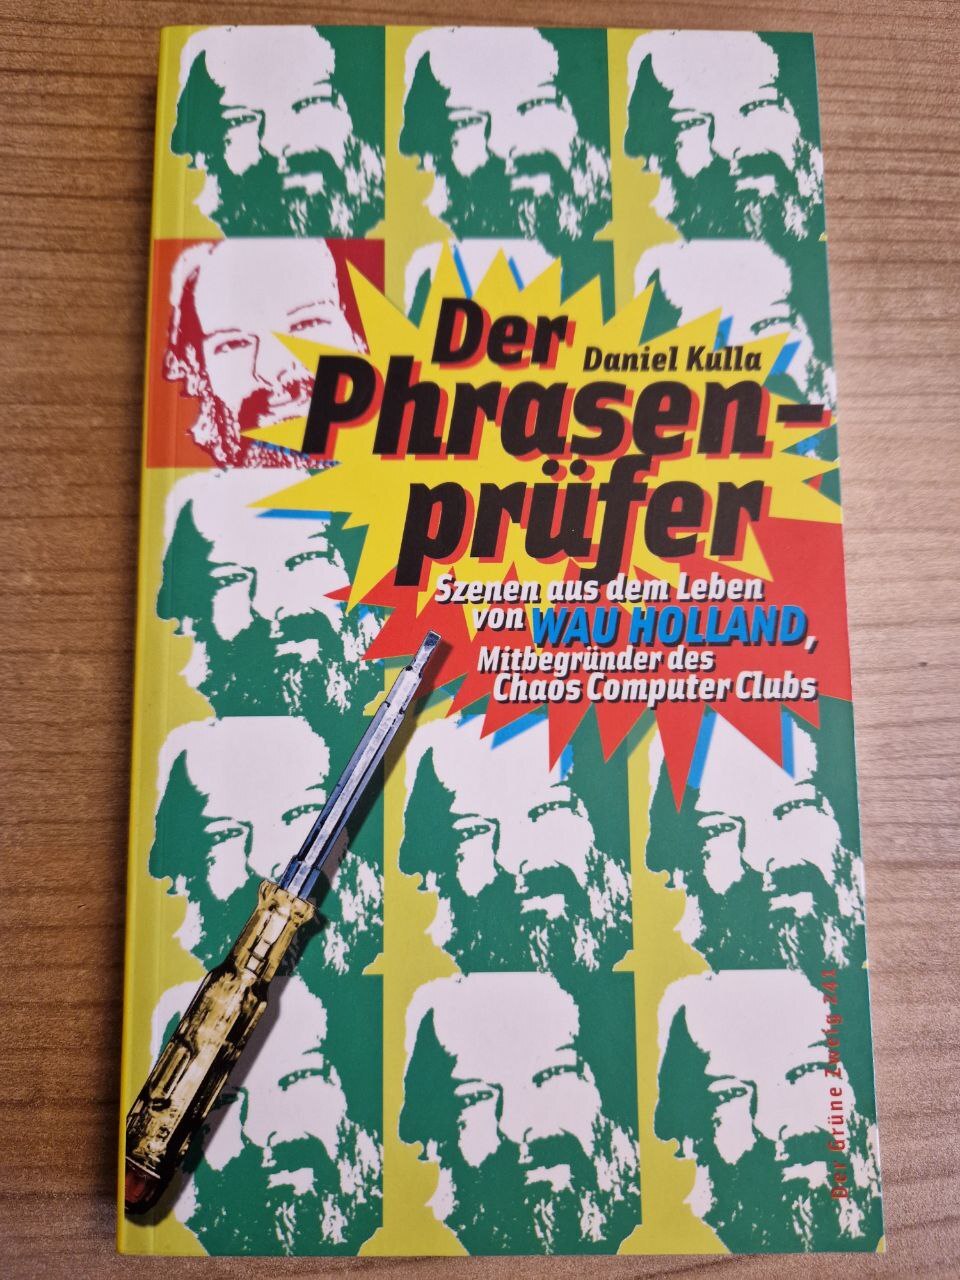 Der
Daniel Kulla
Phrasen-
prüfer
Szenen aus dem Leben
von WAU HOLLAND,
Mitbegründer des
Chaos Computer Clubs
Der Grüne Zweig 241